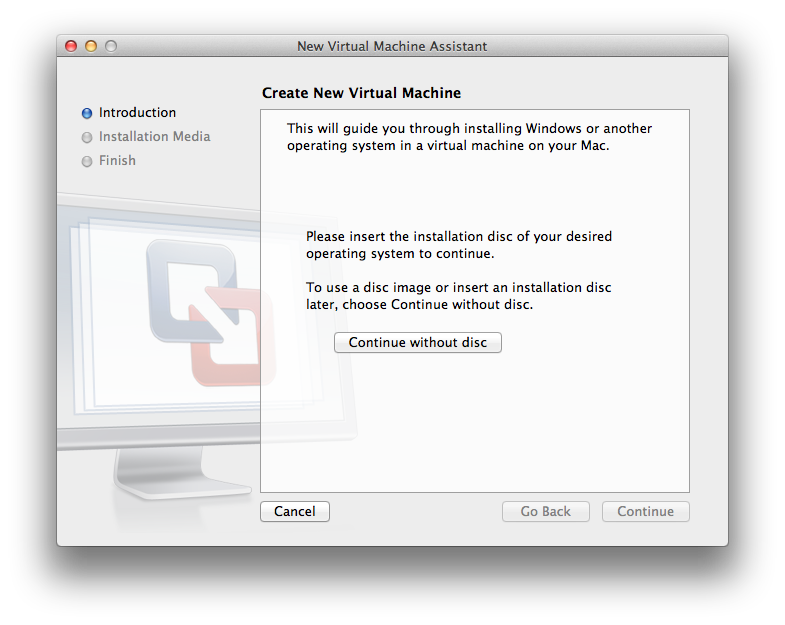 New Virtual Machine Assistant
Introduction
Installation Media
Finish
Create New Virtual Machine
This will guide you through installing Windows or another
operating system in a virtual machine on your Mac.
Please insert the installation disc of your desired
operating system to continue.
To use a disc image or insert an installation disc
later, choose Continue without disc.
Continue without disc
Cancel
Go Back
Continue